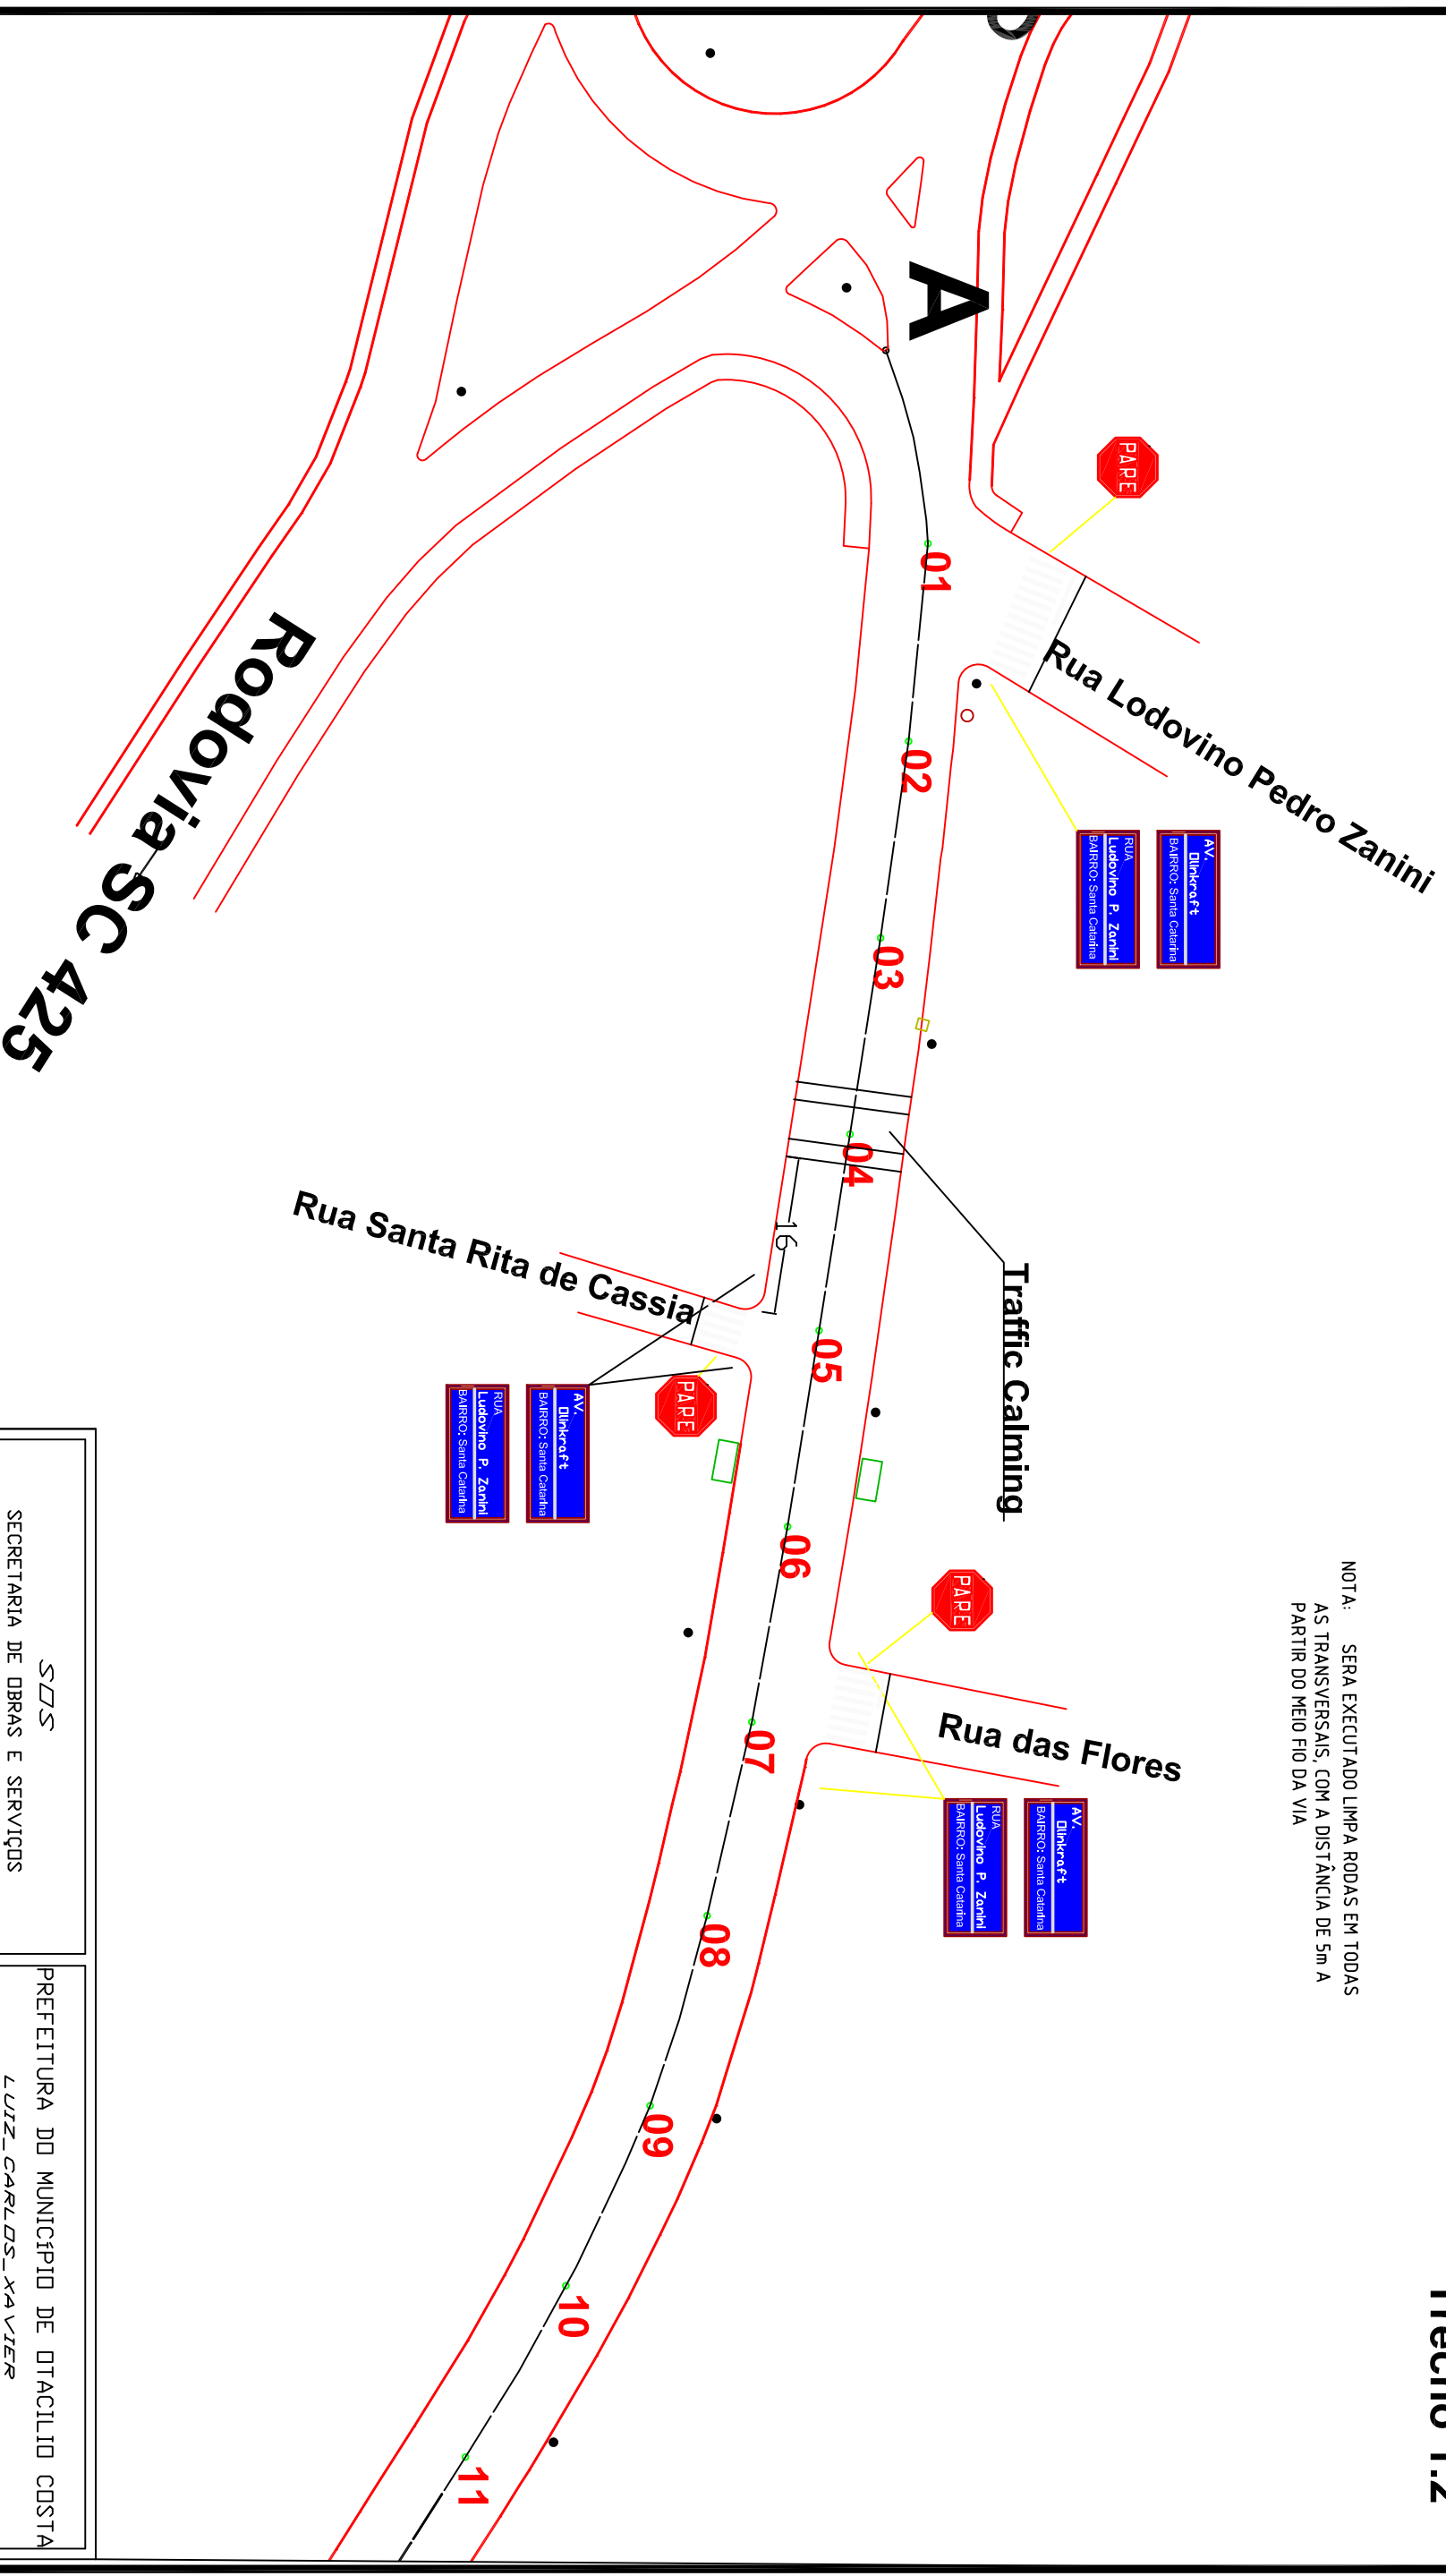 Trecho 1.2
NOTA: SERA EXECUTADO LIMPA RODAS EM TODAS
AS TRANSVERSAIS, COM A DISTÂNCIA DE 5m A
PARTIR DO MEIO FIO DA VIA
A
PARE
Rua Lodovino Pedro Zanini
AV.
Olinkraft
BAIRRO: Santa Catarina
RUA
Ludovino P. Zanini
BAIRRO: Santa Catarina
01
02
03
04
05
06
07
08
09
10
11
Traffic Calming
16
PARE
Rua das Flores
AV.
Olinkraft
BAIRRO: Santa Catarina
RUA
Ludovino P. Zanini
BAIRRO: Santa Catarina
Rua Santa Rita de Cassia
PARE
AV.
Olinkraft
BAIRRO: Santa Catarina
RUA
Ludovino P. Zanini
BAIRRO: Santa Catarina
Rodovia SC 425
SOS
SECRETARIA DE OBRAS E SERVIÇOS
PREFEITURA DO MUNICíPIO DE OTACILIO COSTA
LUIZ_CARLOS_XAVIER